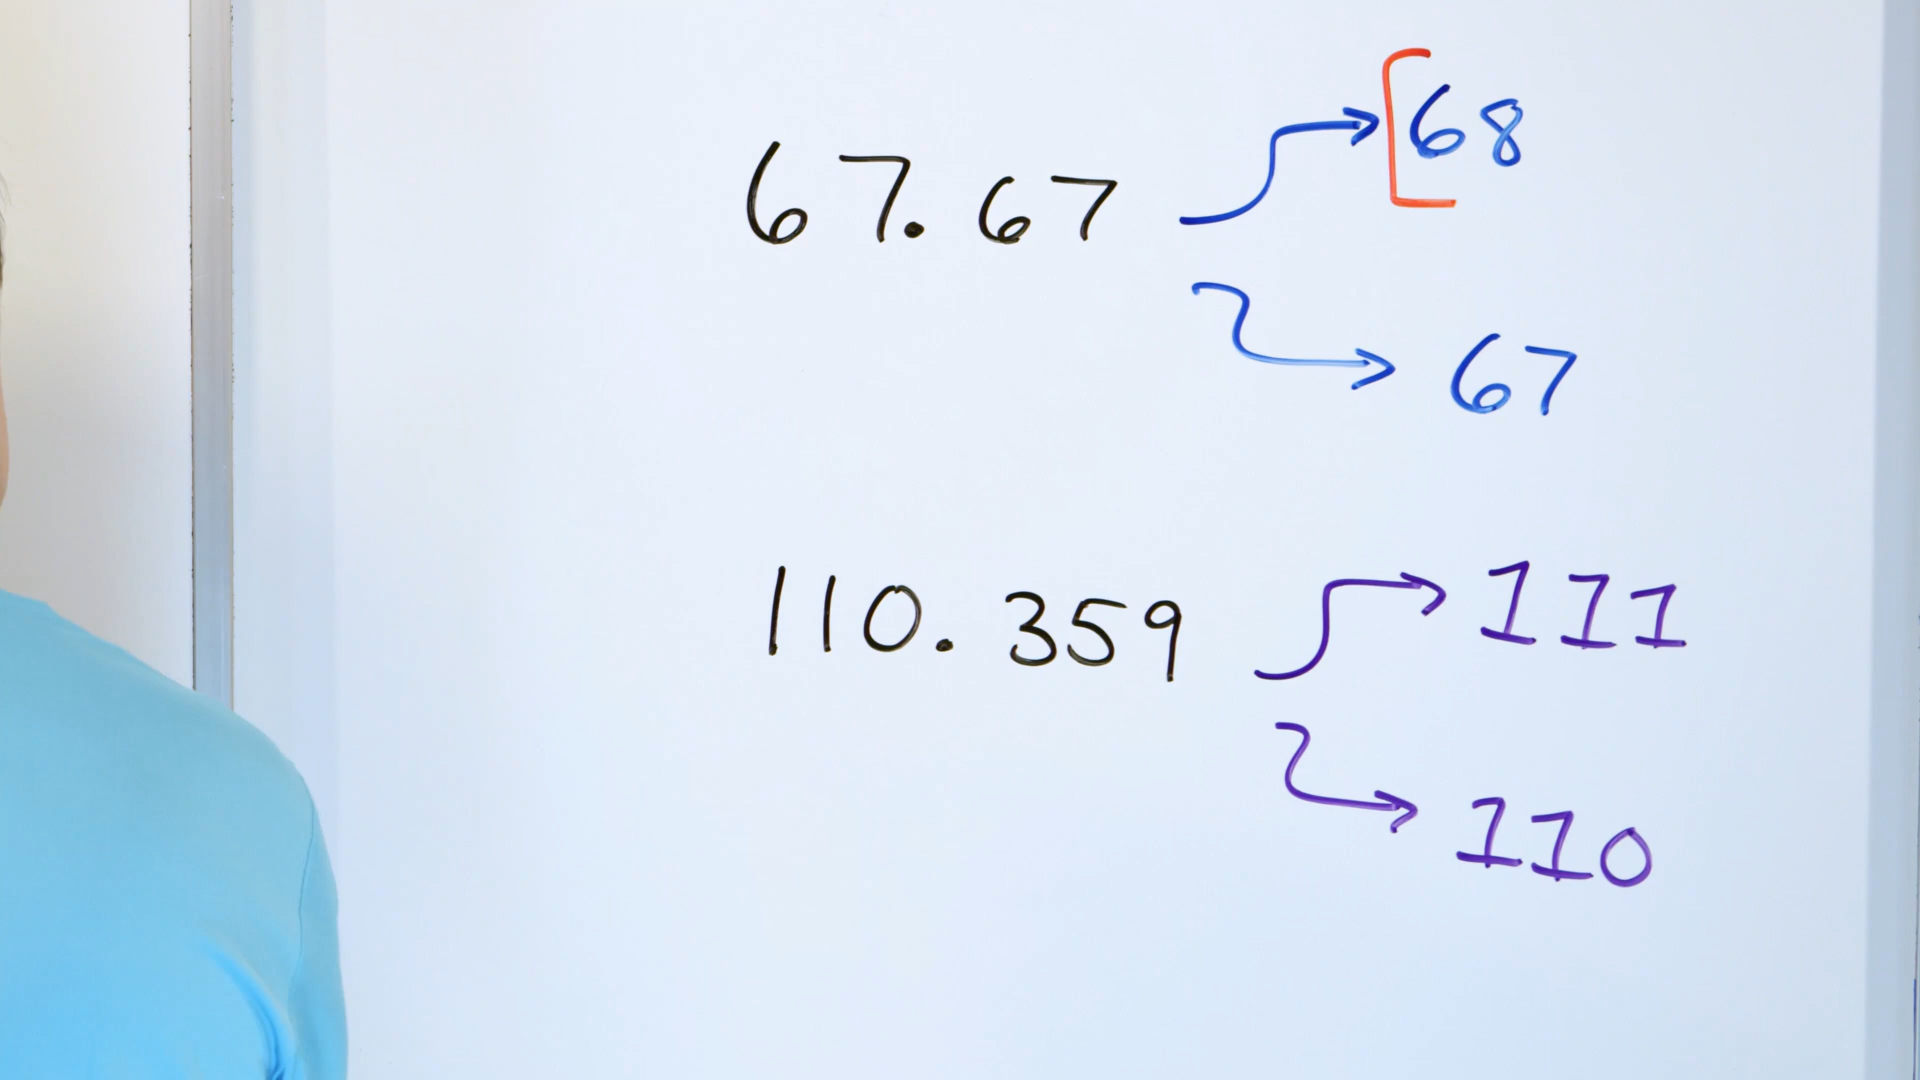 67.67 → [68
→ 67
110.359 → 111
→ 110